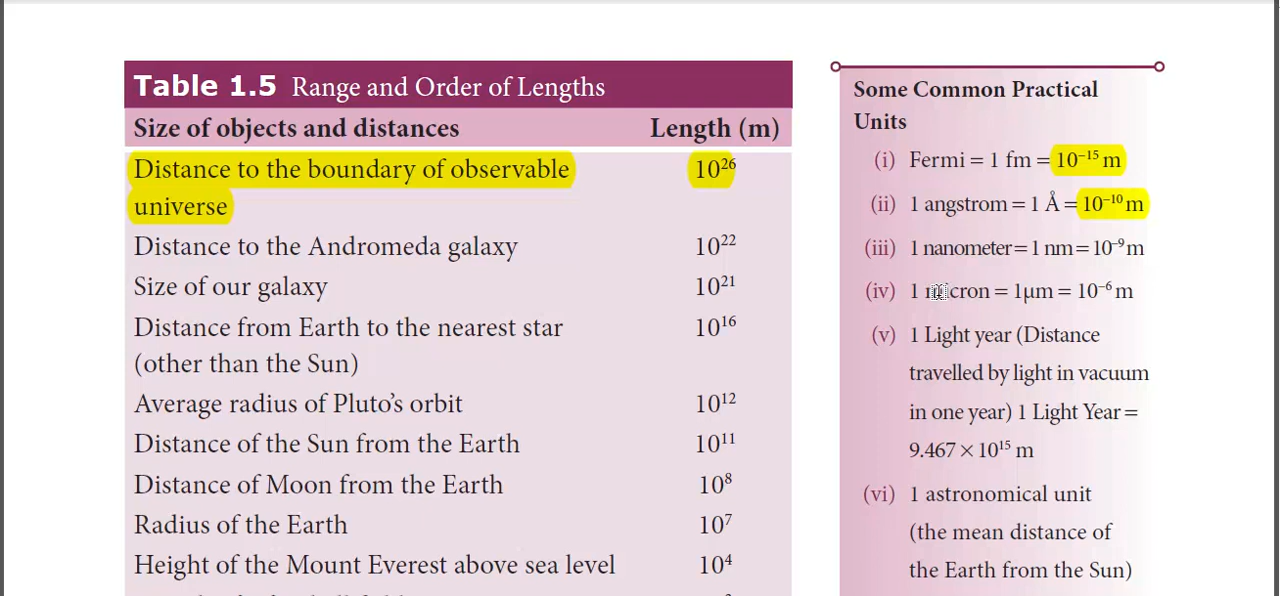 Table 1.5 Range and Order of Lengths
Size of objects and distances Length (m)
Distance to the boundary of observable 10²⁶
universe
Distance to the Andromeda galaxy 10²²
Size of our galaxy 10²¹
Distance from Earth to the nearest star 10¹⁶
(other than the Sun)
Average radius of Pluto’s orbit 10¹²
Distance of the Sun from the Earth 10¹¹
Distance of Moon from the Earth 10⁸
Radius of the Earth 10⁷
Height of the Mount Everest above sea level 10⁴
Some Common Practical
Units
(i) Fermi = 1 fm = 10⁻¹⁵ m
(ii) 1 angstrom = 1 Å = 10⁻¹⁰ m
(iii) 1 nanometer = 1 nm = 10⁻⁹ m
(iv) 1 micron = 1μm = 10⁻⁶ m
(v) 1 Light year (Distance
travelled by light in vacuum
in one year) 1 Light Year =
9.467 × 10¹⁵ m
(vi) 1 astronomical unit
(the mean distance of
the Earth from the Sun)